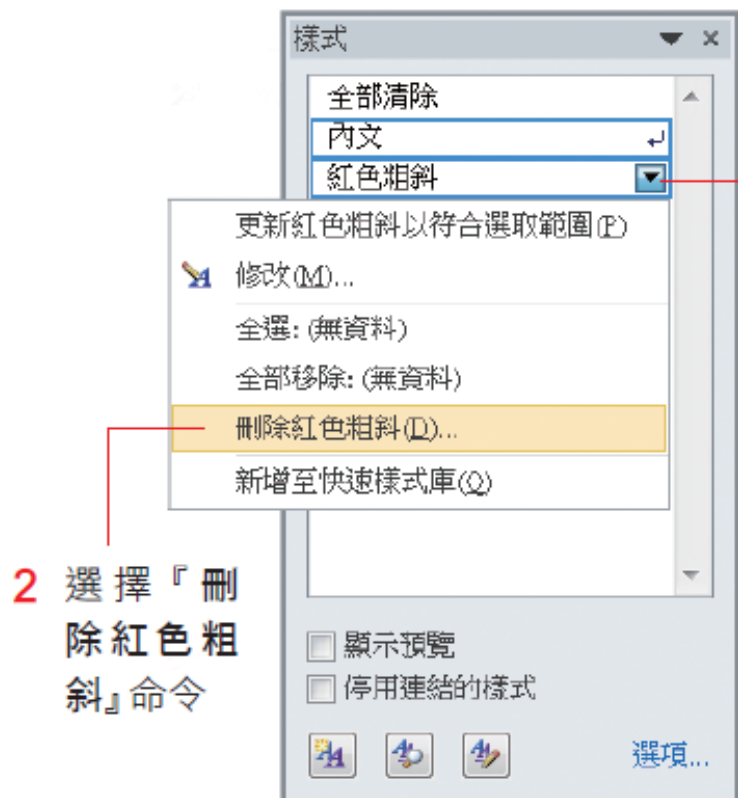 樣式
全部清除
內文
紅色粗斜
更新紅色粗斜以符合選取範圍(P)
修改(M)...
全選: (無資料)
全部移除: (無資料)
刪除紅色粗斜(D)...
新增至快速樣式庫(Q)
2 選擇『刪
除紅色粗
斜』命令
顯示預覽
停用連結的樣式
選項...